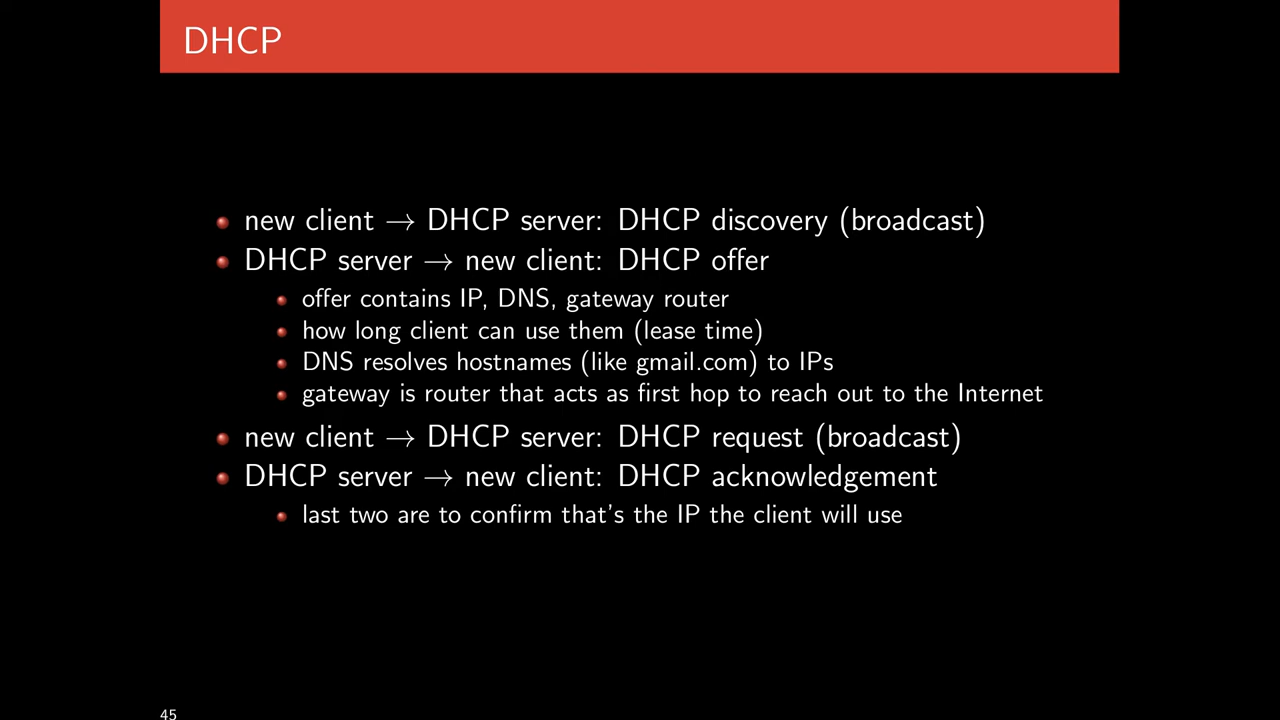 DHCP
new client → DHCP server: DHCP discovery (broadcast)
DHCP server → new client: DHCP offer
offer contains IP, DNS, gateway router
how long client can use them (lease time)
DNS resolves hostnames (like gmail.com) to IPs
gateway is router that acts as first hop to reach out to the Internet
new client → DHCP server: DHCP request (broadcast)
DHCP server → new client: DHCP acknowledgement
last two are to confirm that's the IP the client will use
45